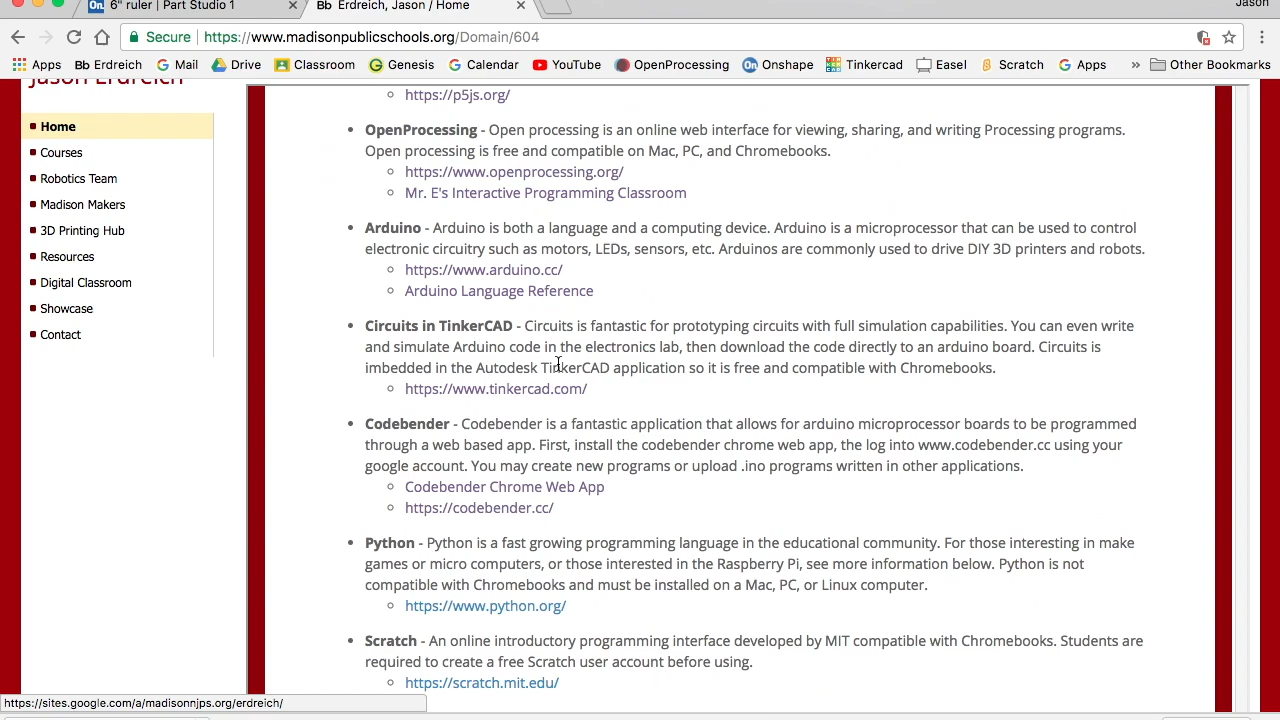 6" ruler | Part Studio 1
Bb Erdreich, Jason / Home
Jason
Secure https://www.madisonpublicschools.org/Domain/604
Apps Bb Erdreich Mail Drive Classroom Genesis Calendar YouTube OpenProcessing Onshape Tinkercad Easel Scratch Apps » Other Bookmarks
Jason Erdreich
Home
Courses
Robotics Team
Madison Makers
3D Printing Hub
Resources
Digital Classroom
Showcase
Contact
https://p5js.org/
OpenProcessing - Open processing is an online web interface for viewing, sharing, and writing Processing programs.
Open processing is free and compatible on Mac, PC, and Chromebooks.
https://www.openprocessing.org/
Mr. E's Interactive Programming Classroom
Arduino - Arduino is both a language and a computing device. Arduino is a microprocessor that can be used to control
electronic circuitry such as motors, LEDs, sensors, etc. Arduinos are commonly used to drive DIY 3D printers and robots.
https://www.arduino.cc/
Arduino Language Reference
Circuits in TinkerCAD - Circuits is fantastic for prototyping circuits with full simulation capabilities. You can even write
and simulate Arduino code in the electronics lab, then download the code directly to an arduino board. Circuits is
imbedded in the Autodesk TinkerCAD application so it is free and compatible with Chromebooks.
https://www.tinkercad.com/
Codebender - Codebender is a fantastic application that allows for arduino microprocessor boards to be programmed
through a web based app. First, install the codebender chrome web app, the log into www.codebender.cc using your
google account. You may create new programs or upload .ino programs written in other applications.
Codebender Chrome Web App
https://codebender.cc/
Python - Python is a fast growing programming language in the educational community. For those interesting in make
games or micro computers, or those interested in the Raspberry Pi, see more information below. Python is not
compatible with Chromebooks and must be installed on a Mac, PC, or Linux computer.
https://www.python.org/
Scratch - An online introductory programming interface developed by MIT compatible with Chromebooks. Students are
required to create a free Scratch user account before using.
https://scratch.mit.edu/
https://sites.google.com/a/madisonnjps.org/erdreich/